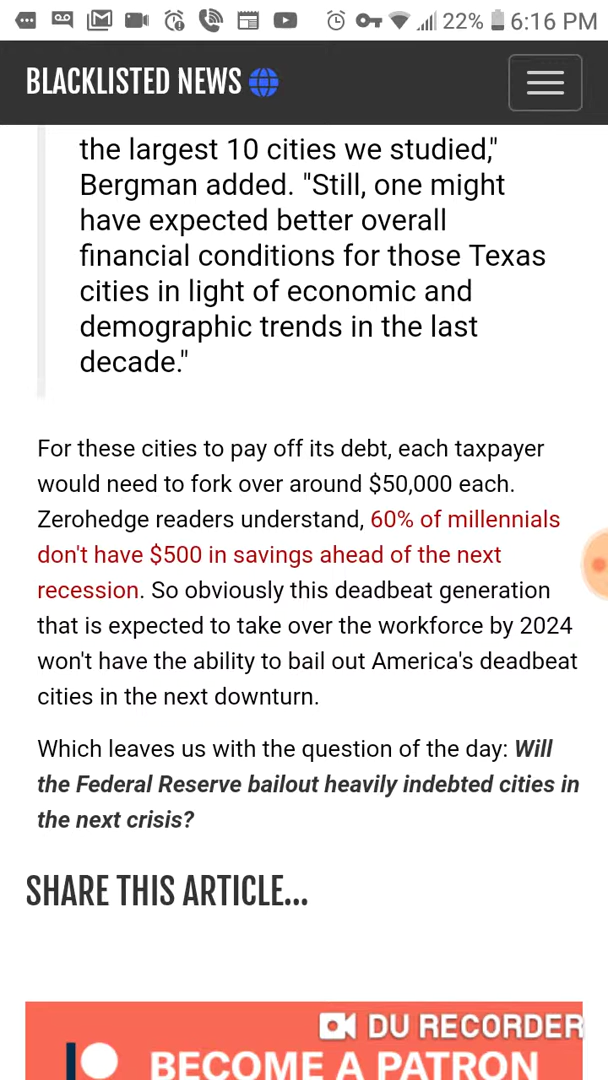 22% 6:16 PM
BLACKLISTED NEWS
the largest 10 cities we studied,"
Bergman added. "Still, one might
have expected better overall
financial conditions for those Texas
cities in light of economic and
demographic trends in the last
decade."
For these cities to pay off its debt, each taxpayer
would need to fork over around $50,000 each.
Zerohedge readers understand, 60% of millennials
don't have $500 in savings ahead of the next
recession. So obviously this deadbeat generation
that is expected to take over the workforce by 2024
won't have the ability to bail out America's deadbeat
cities in the next downturn.
Which leaves us with the question of the day: Will
the Federal Reserve bailout heavily indebted cities in
the next crisis?
SHARE THIS ARTICLE...
DU RECORDER
BECOME A PATRON